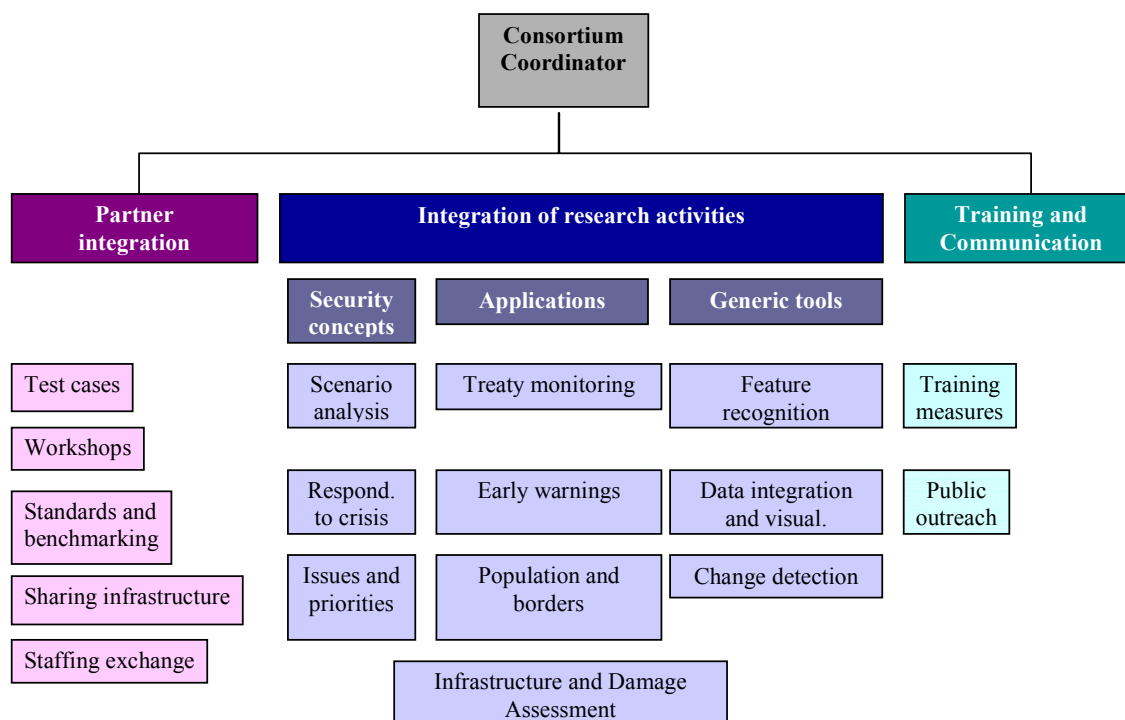 Consortium
Coordinator
Partner
integration
Integration of research activities
Training and
Communication
Security
concepts
Applications
Generic tools
Test cases
Workshops
Standards and
benchmarking
Sharing infrastructure
Staffing exchange
Scenario
analysis
Respond.
to crisis
Issues and
priorities
Treaty monitoring
Early warnings
Population and
borders
Feature
recognition
Data integration
and visual.
Change detection
Infrastructure and Damage
Assessment
Training
measures
Public
outreach